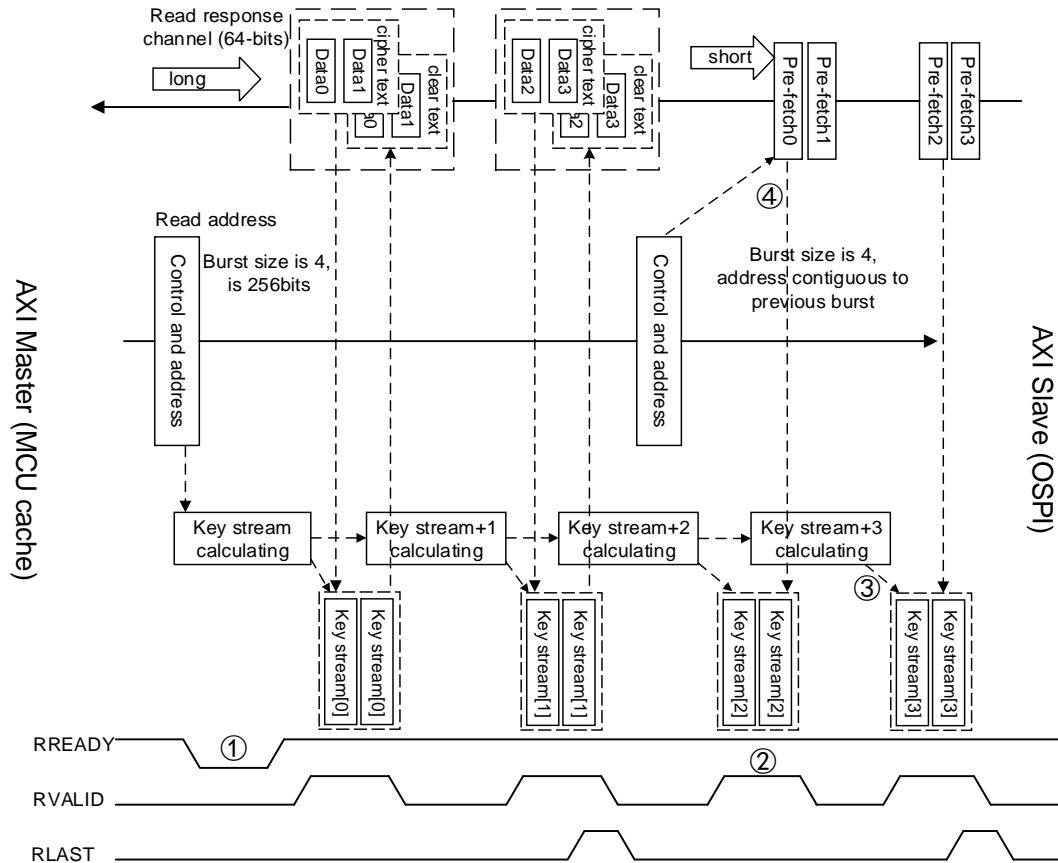 Read response
channel (64-bits)
long
Data0
Data1
cipher text
Data1
clear text
Data2
Data3
cipher text
Data3
clear text
short
Pre-fetch0
Pre-fetch1
Pre-fetch2
Pre-fetch3
④
Read address
Control and address
Burst size is 4,
is 256bits
Control and address
Burst size is 4,
address contiguous to
previous burst
AXI Master (MCU cache)
AXI Slave (OSPI)
Key stream
calculating
Key stream+1
calculating
Key stream+2
calculating
Key stream+3
calculating
③
Key stream[0]
Key stream[0]
Key stream[1]
Key stream[1]
Key stream[2]
Key stream[2]
Key stream[3]
Key stream[3]
RREADY
①
②
RVALID
RLAST